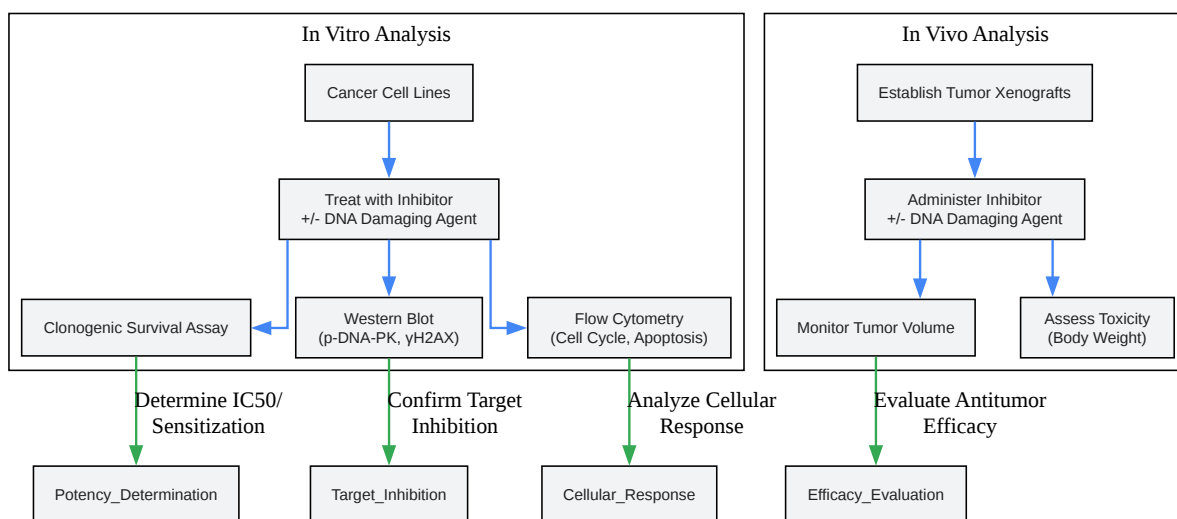 In Vitro Analysis
Cancer Cell Lines
Treat with Inhibitor
+/- DNA Damaging Agent
Clonogenic Survival Assay
Western Blot
(p-DNA-PK, γH2AX)
Flow Cytometry
(Cell Cycle, Apoptosis)
Determine IC50/
Sensitization
Confirm Target
Inhibition
Analyze Cellular
Response
Potency_Determination
Target_Inhibition
Cellular_Response
In Vivo Analysis
Establish Tumor Xenografts
Administer Inhibitor
+/- DNA Damaging Agent
Monitor Tumor Volume
Assess Toxicity
(Body Weight)
Evaluate Antitumor
Efficacy
Efficacy_Evaluation